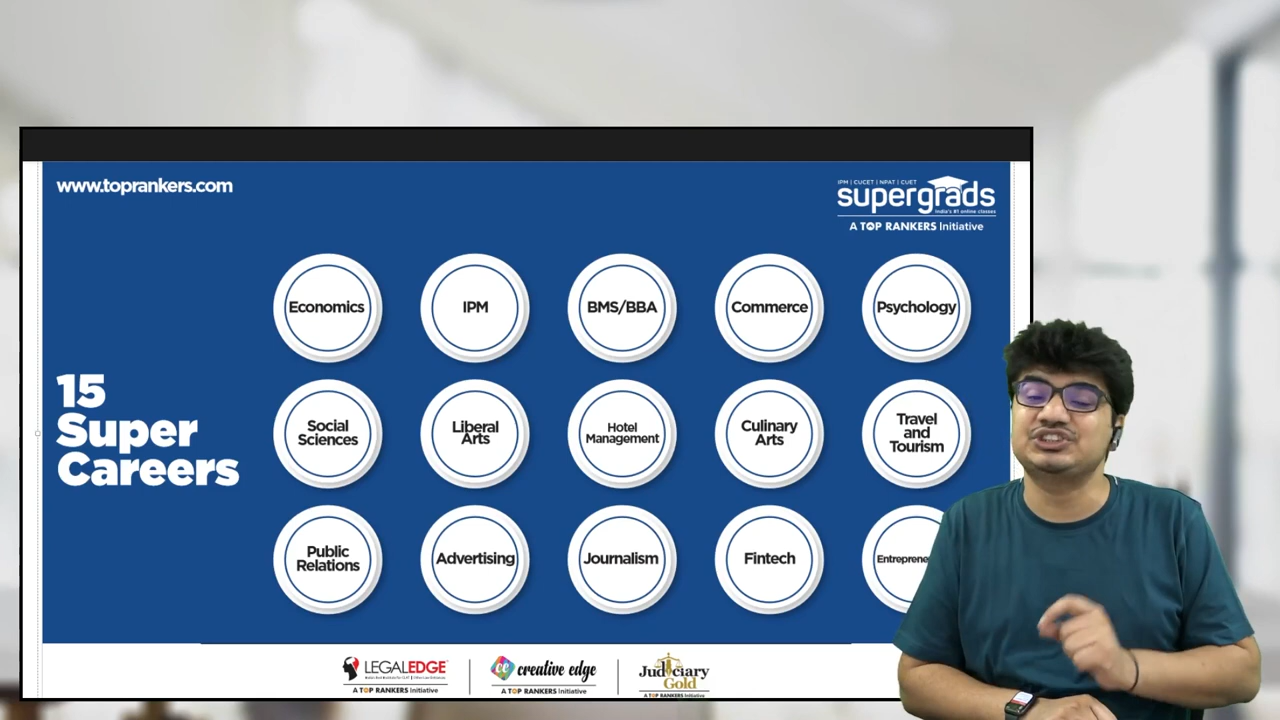 www.toprankers.com
IPM | CUCET | NPAT | CUET
supergrads
India's #1 online classes
A TOP RANKERS Initiative
15
Super
Careers
Economics
IPM
BMS/BBA
Commerce
Psychology
Social
Sciences
Liberal
Arts
Hotel
Management
Culinary
Arts
Travel
and
Tourism
Public
Relations
Advertising
Journalism
Fintech
Entreprene
LEGALEDGE
A TOP RANKERS Initiative
ce creative edge
A TOP RANKERS Initiative
Judiciary
Gold
A TOP RANKERS Initiative